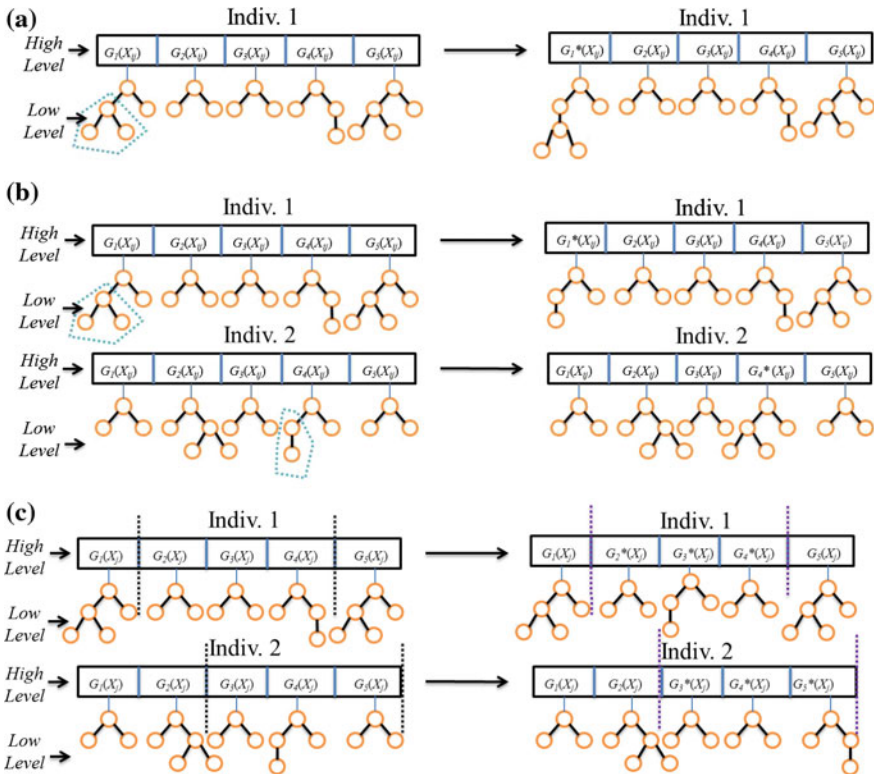 (a)
Indiv. 1
High Level
G1(Xij) G2(Xij) G3(Xij) G4(Xij) G5(Xij)
G1*(Xij) G2(Xij) G3(Xij) G4(Xij) G5(Xij)
Low Level
(b)
Indiv. 1
Indiv. 1
High Level
G1(Xij) G2(Xij) G3(Xij) G4(Xij) G5(Xij)
G1*(Xij) G2(Xij) G3(Xij) G4(Xij) G5(Xij)
Low Level
Indiv. 2
Indiv. 2
High Level
G1(Xij) G2(Xij) G3(Xij) G4(Xij) G5(Xij)
G1(Xij) G2(Xij) G3(Xij) G4*(Xij) G5(Xij)
Low Level
(c)
Indiv. 1
Indiv. 1
High Level
G1(Xj) G2(Xj) G3(Xj) G4(Xj) G5(Xj)
G1(Xj) G2*(Xj) G3*(Xj) G4*(Xj) G5(Xj)
Low Level
Indiv. 2
Indiv. 2
High Level
G1(Xj) G2(Xj) G3(Xj) G4(Xj) G5(Xj)
G1(Xj) G2(Xj) G3*(Xj) G4*(Xj) G5*(Xj)
Low Level